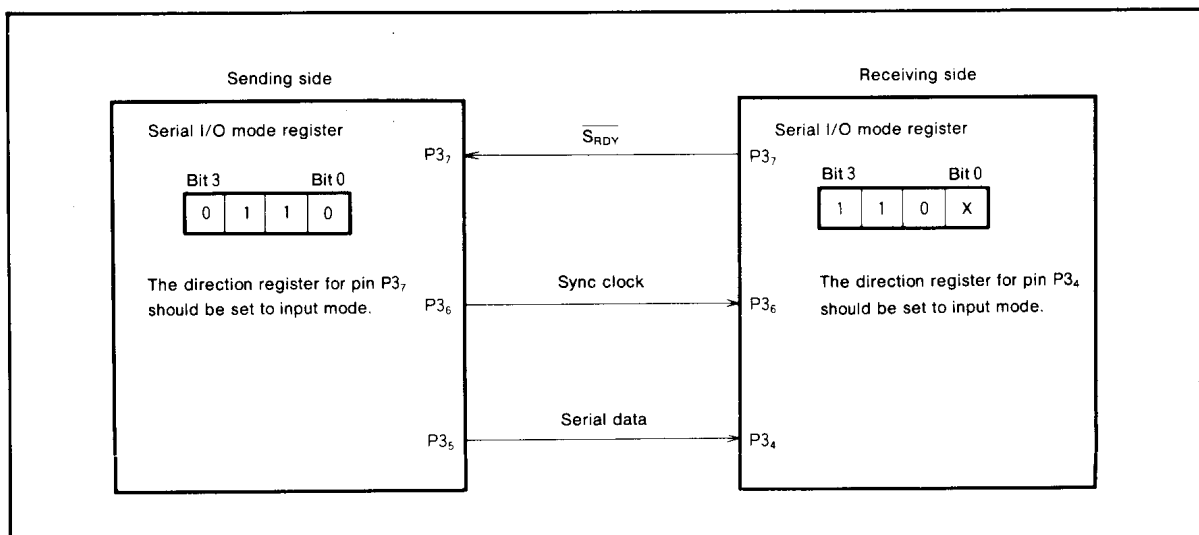 Sending side
Serial I/O mode register
Bit 3 Bit 0
0 1 1 0
The direction register for pin P3₇
should be set to input mode.
P3₇
P3₆
P3₅
S̅R̅D̅Y̅
Sync clock
Serial data
Receiving side
Serial I/O mode register
P3₇
Bit 3 Bit 0
1 1 0 X
The direction register for pin P3₄
should be set to input mode.
P3₆
P3₄